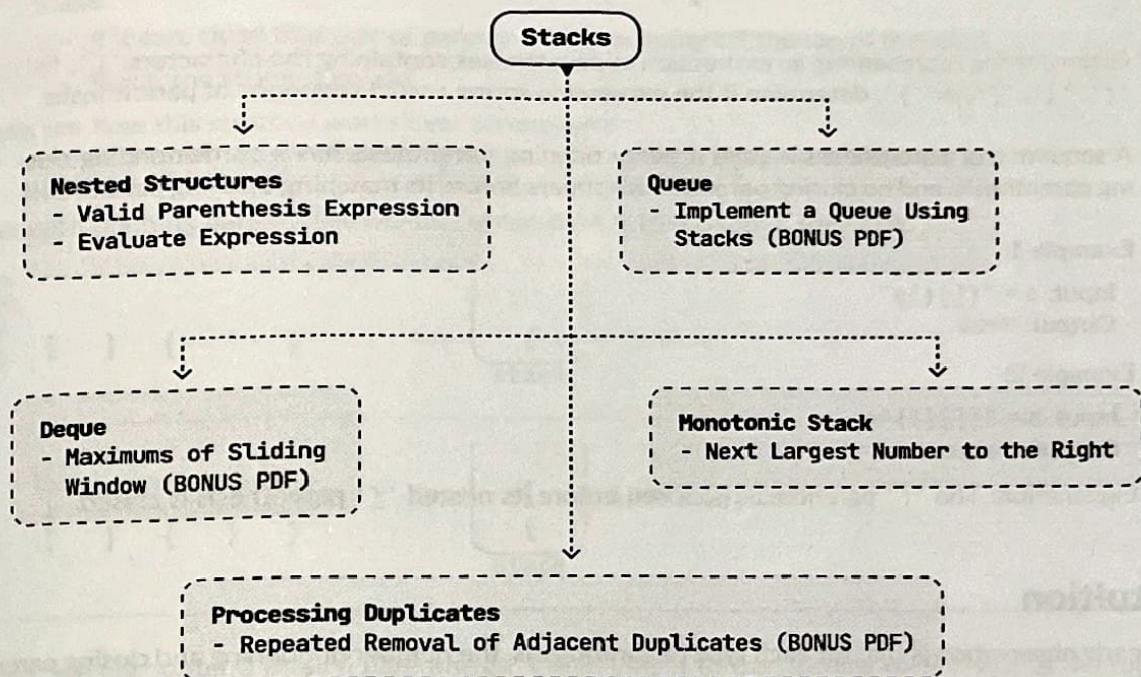 Stacks
Nested Structures
- Valid Parenthesis Expression
- Evaluate Expression
Queue
- Implement a Queue Using
Stacks (BONUS PDF)
Deque
- Maximums of Sliding
Window (BONUS PDF)
Monotonic Stack
- Next Largest Number to the Right
Processing Duplicates
- Repeated Removal of Adjacent Duplicates (BONUS PDF)